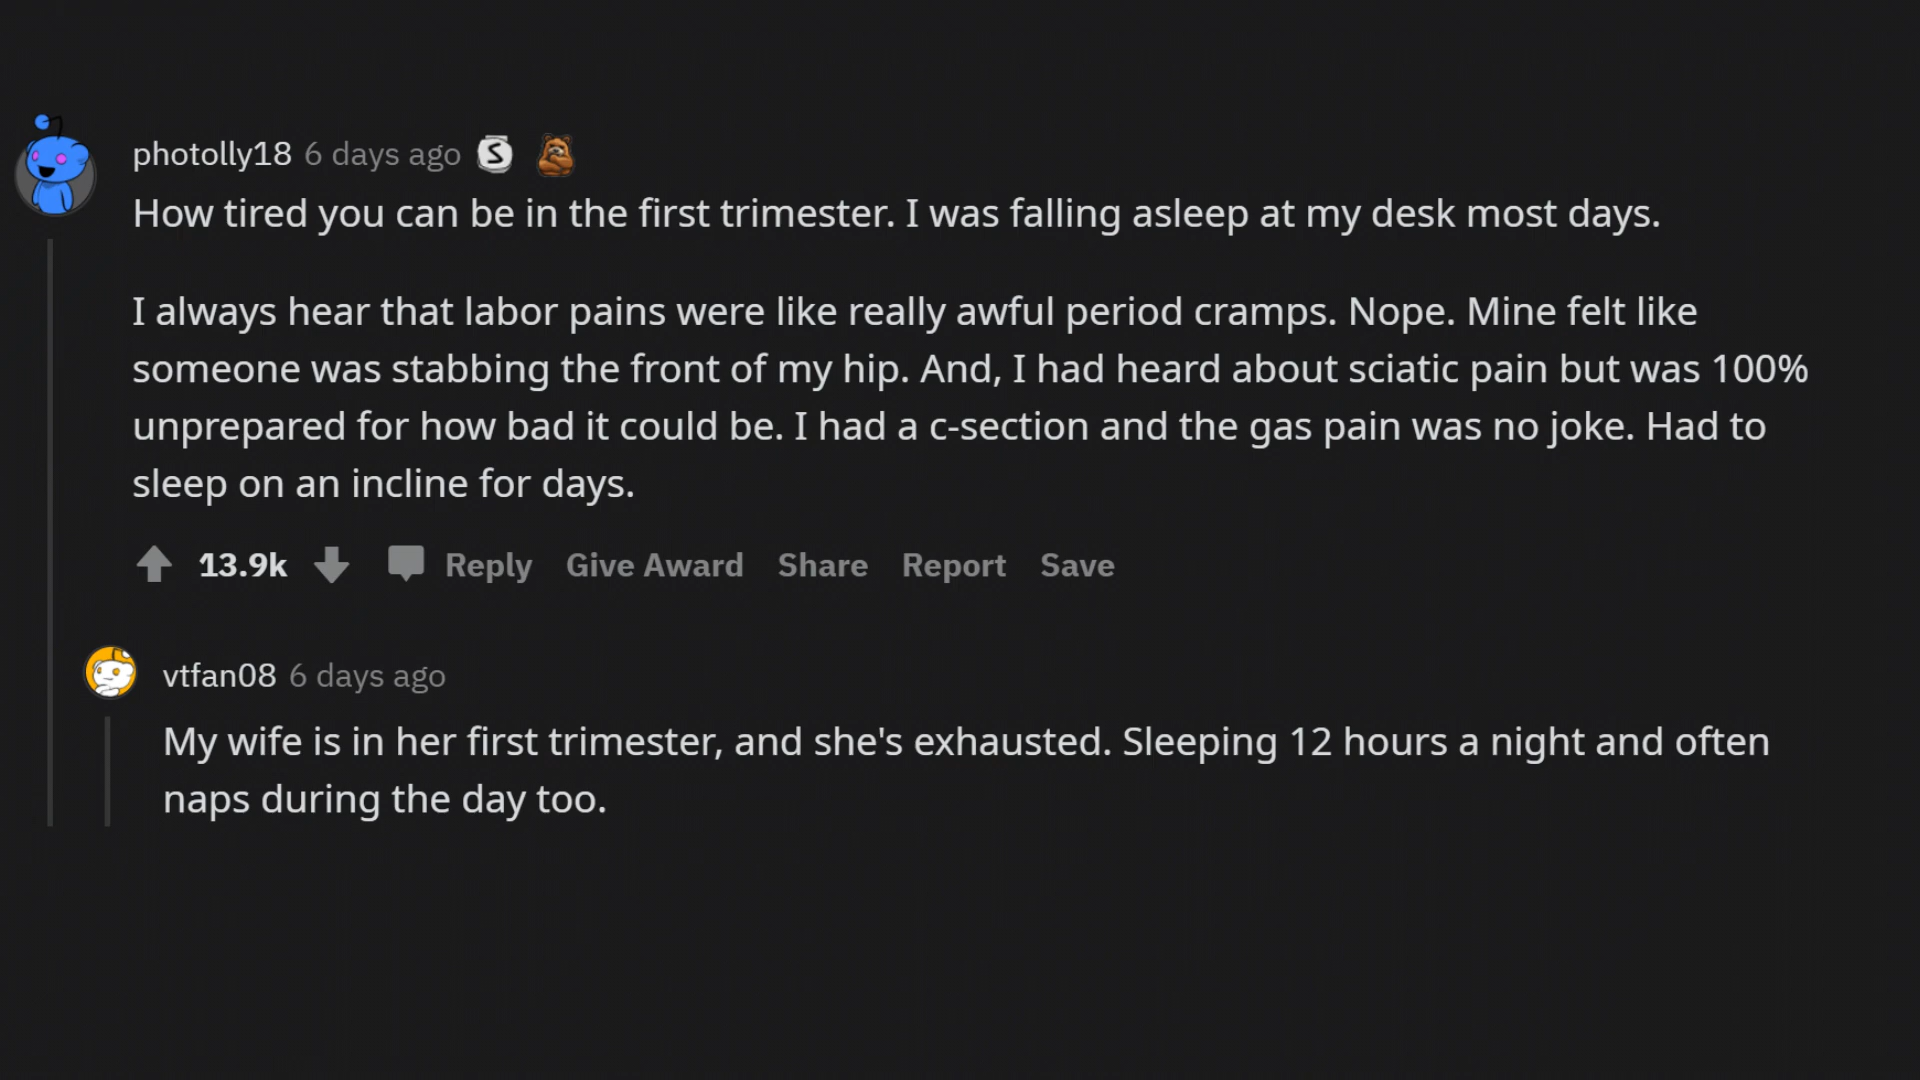 photolly18 6 days ago S
How tired you can be in the first trimester. I was falling asleep at my desk most days.
I always hear that labor pains were like really awful period cramps. Nope. Mine felt like
someone was stabbing the front of my hip. And, I had heard about sciatic pain but was 100%
unprepared for how bad it could be. I had a c-section and the gas pain was no joke. Had to
sleep on an incline for days.
13.9k Reply Give Award Share Report Save
vtfan08 6 days ago
My wife is in her first trimester, and she's exhausted. Sleeping 12 hours a night and often
naps during the day too.